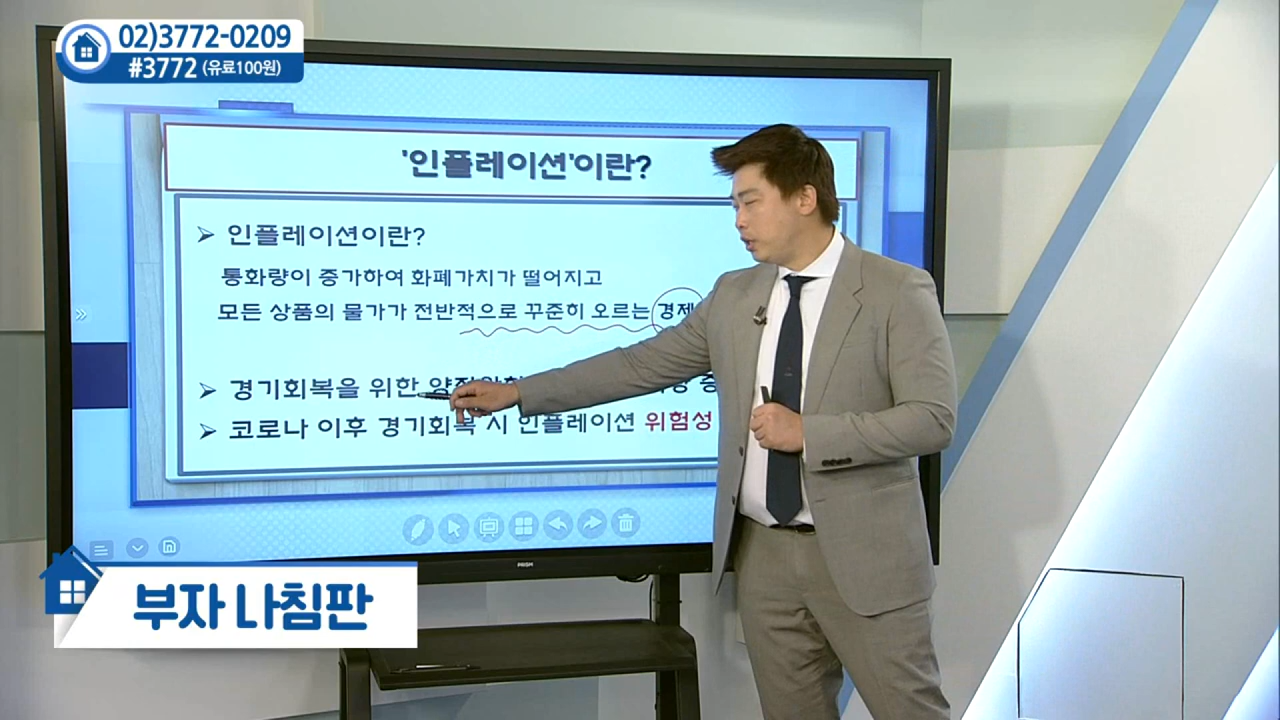 02)3772-0209
#3772 (유료100원)
'인플레이션'이란?
➢ 인플레이션이란?
통화량이 증가하여 화폐가치가 떨어지고
모든 상품의 물가가 전반적으로 꾸준히 오르는 경제
➢ 경기회복을 위한
➢ 코로나 이후 경기회복 시 인플레이션 위험성
PRISM
부자 나침판